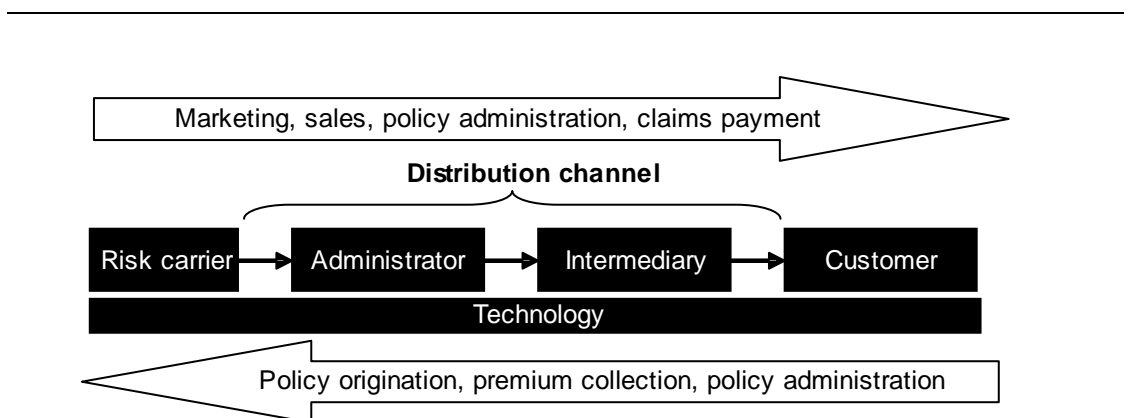 Marketing, sales, policy administration, claims payment
Distribution channel
Risk carrier
Administrator
Intermediary
Customer
Technology
Policy origination, premium collection, policy administration